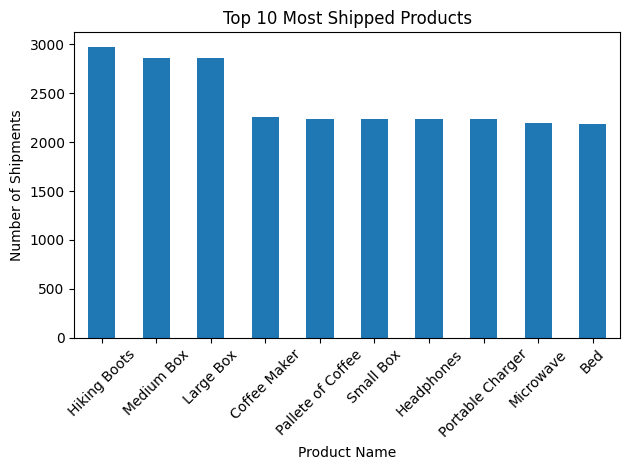 Top 10 Most Shipped Products
Number of Shipments
3000
2500
2000
1500
1000
500
0
Hiking Boots
Medium Box
Large Box
Coffee Maker
Pallete of Coffee
Small Box
Headphones
Portable Charger
Microwave
Bed
Product Name